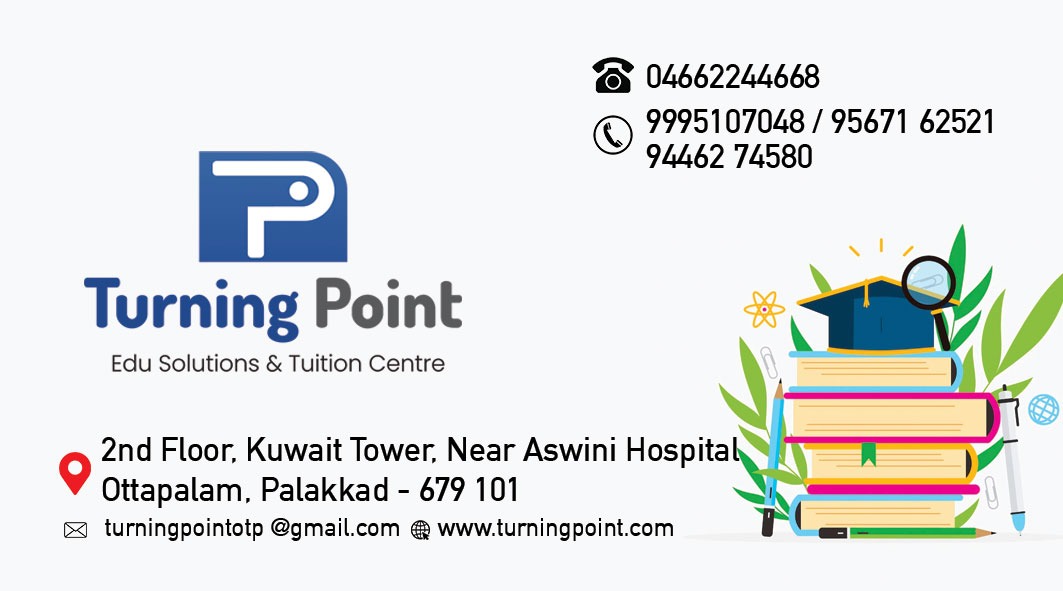 04662244668
9995107048 / 95671 62521
94462 74580
Turning Point
Edu Solutions & Tuition Centre
2nd Floor, Kuwait Tower, Near Aswini Hospital
Ottapalam, Palakkad - 679 101
turningpointotp @gmail.com www.turningpoint.com